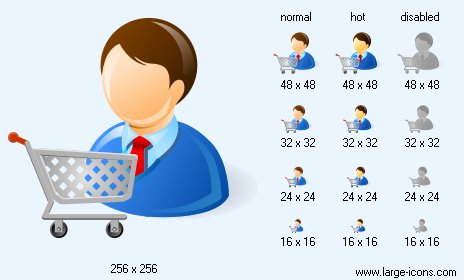 normal hot disabled
48 x 48 48 x 48 48 x 48
32 x 32 32 x 32 32 x 32
24 x 24 24 x 24 24 x 24
16 x 16 16 x 16 16 x 16
256 x 256
www.large-icons.com